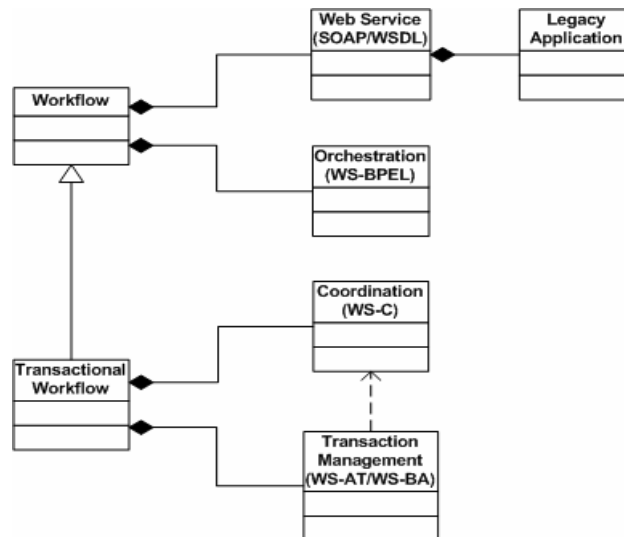 Web Service
(SOAP/WSDL)
Legacy
Application
Workflow
Orchestration
(WS-BPEL)
Coordination
(WS-C)
Transactional
Workflow
Transaction
Management
(WS-AT/WS-BA)